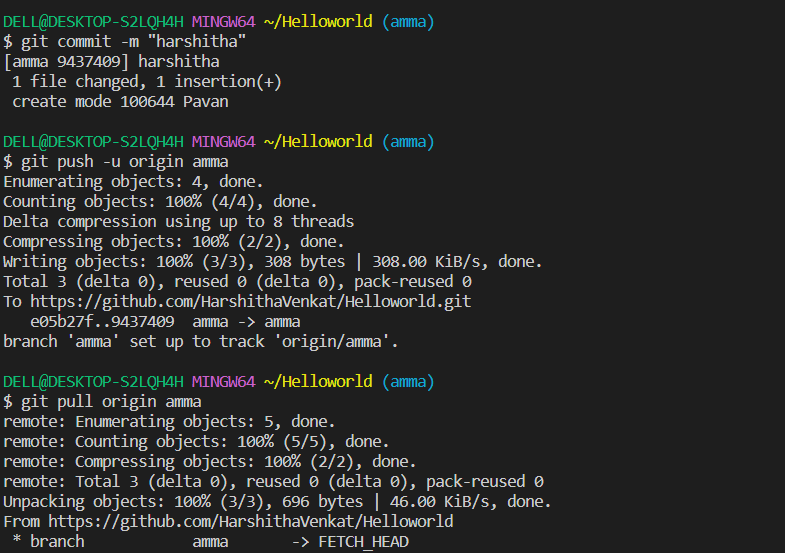 DELL@DESKTOP-S2LQH4H MINGW64 ~/Helloworld (amma)
$ git commit -m "harshitha"
[amma 9437409] harshitha
 1 file changed, 1 insertion(+)
 create mode 100644 Pavan

DELL@DESKTOP-S2LQH4H MINGW64 ~/Helloworld (amma)
$ git push -u origin amma
Enumerating objects: 4, done.
Counting objects: 100% (4/4), done.
Delta compression using up to 8 threads
Compressing objects: 100% (2/2), done.
Writing objects: 100% (3/3), 308 bytes | 308.00 KiB/s, done.
Total 3 (delta 0), reused 0 (delta 0), pack-reused 0
To https://github.com/HarshithaVenkat/Helloworld.git
   e05b27f..9437409  amma -> amma
branch 'amma' set up to track 'origin/amma'.

DELL@DESKTOP-S2LQH4H MINGW64 ~/Helloworld (amma)
$ git pull origin amma
remote: Enumerating objects: 5, done.
remote: Counting objects: 100% (5/5), done.
remote: Compressing objects: 100% (2/2), done.
remote: Total 3 (delta 0), reused 0 (delta 0), pack-reused 0
Unpacking objects: 100% (3/3), 696 bytes | 46.00 KiB/s, done.
From https://github.com/HarshithaVenkat/Helloworld
 * branch            amma       -> FETCH_HEAD